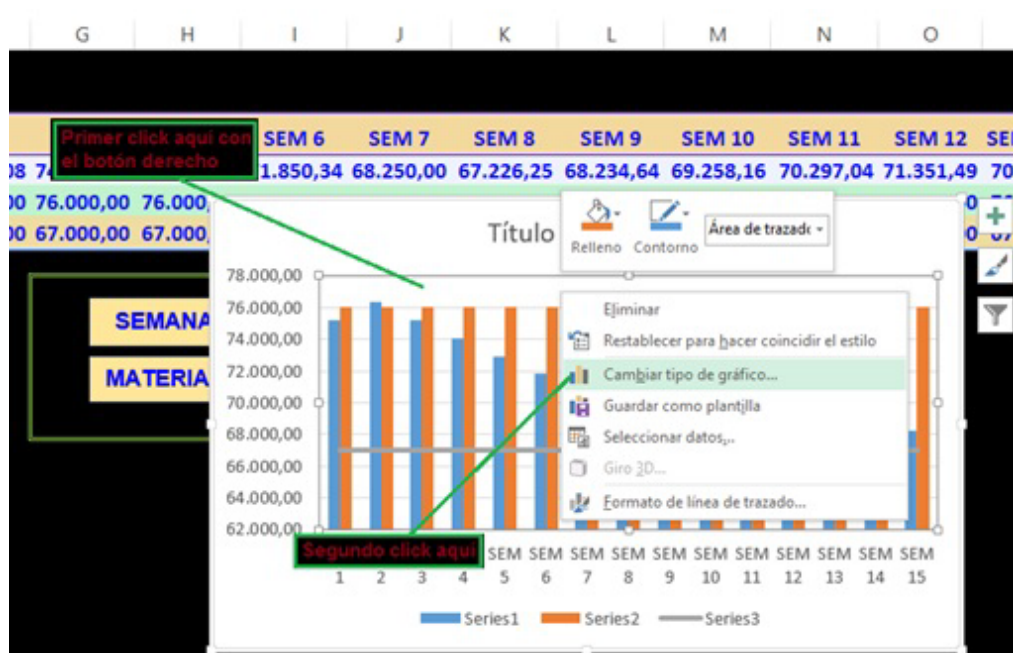 G H I J K L M N O
Primer click aqui con
el botón derecho
SEM 6 SEM 7 SEM 8 SEM 9 SEM 10 SEM 11 SEM 12
1.850,34 68.250,00 67.226,25 68.234,64 69.258,16 70.297,04 71.351,49 70
00 76.000,00 76.000,
00 67.000,00 67.000,
Título
Relleno Contorno
Área de trazado
SEMANA
MATERIA
Eliminar
Restablecer para hacer coincidir el estilo
Cambiar tipo de gráfico...
Guardar como plantilla
Seleccionar datos...
Giro 3D...
Formato de línea de trazado...
78.000,00
76.000,00
74.000,00
72.000,00
70.000,00
68.000,00
66.000,00
64.000,00
62.000,00
Segundo click aqui
SEM SEM SEM SEM SEM SEM SEM SEM SEM SEM SEM
1 2 3 4 5 6 7 8 9 10 11 12 13 14 15
Series1 Series2 Series3